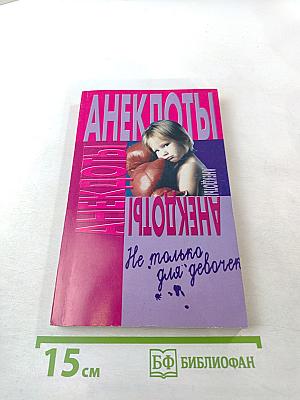 АНЕКДОТЫ
АНЕКДОТЫ
АНЕКДОТЫ
АНЕКДОТЫ
Не только
для девочек
15 см
БФ БИБЛИОФАН